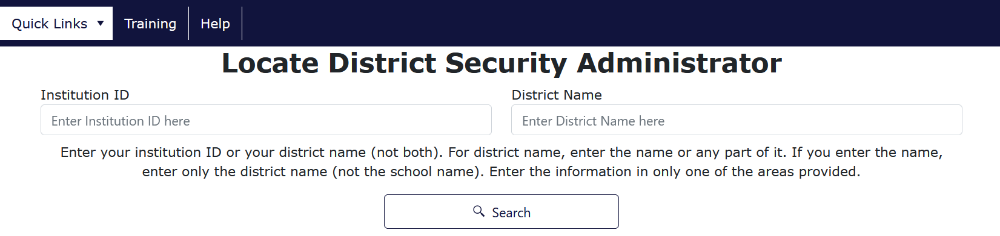 Quick Links ▼ Training Help
Locate District Security Administrator
Institution ID District Name
Enter Institution ID here Enter District Name here
Enter your institution ID or your district name (not both). For district name, enter the name or any part of it. If you enter the name,
enter only the district name (not the school name). Enter the information in only one of the areas provided.
Search